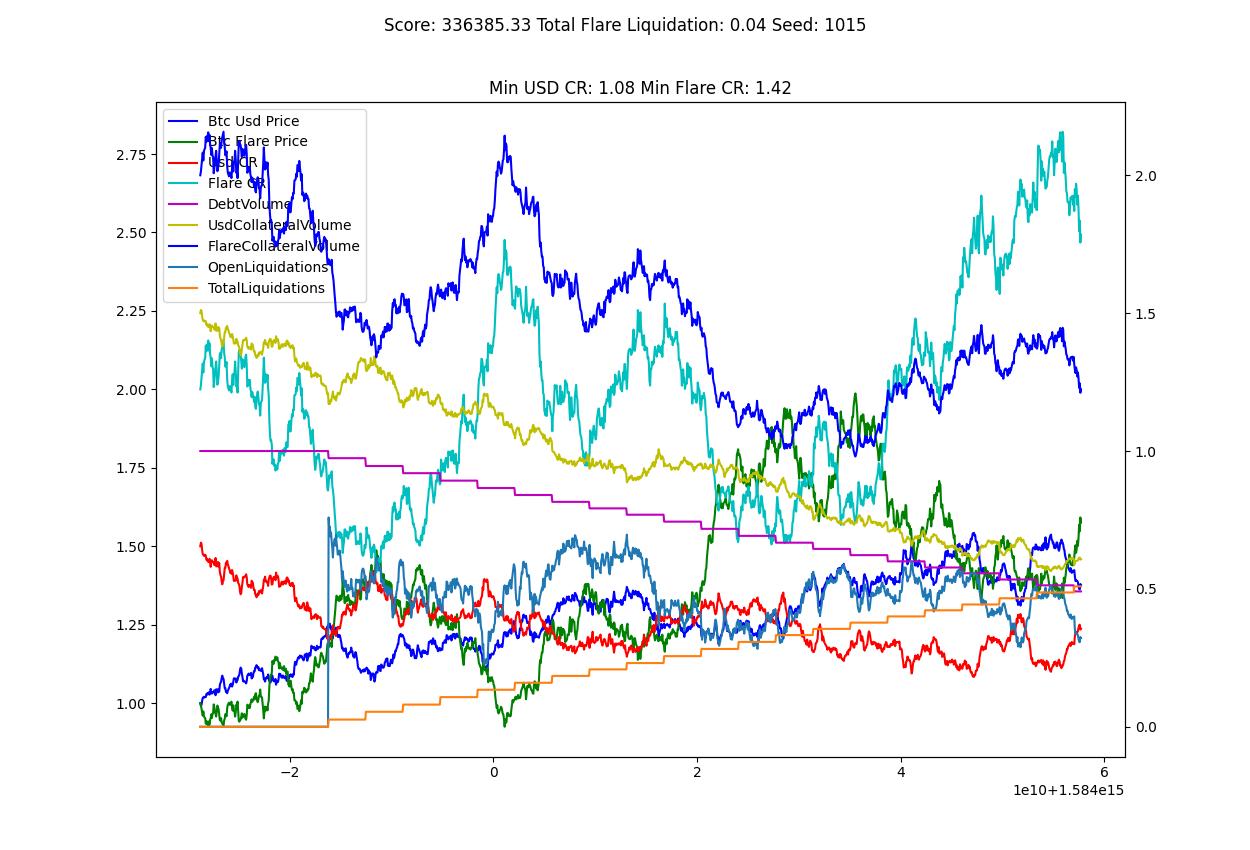 Score: 336385.33 Total Flare Liquidation: 0.04 Seed: 1015
Min USD CR: 1.08 Min Flare CR: 1.42
Btc Usd Price
Btc Flare Price
Usd CR
Flare CR
DebtVolume
UsdCollateralVolume
FlareCollateralVolume
OpenLiquidations
TotalLiquidations
2.75
2.50
2.25
2.00
1.75
1.50
1.25
1.00
2.0
1.5
1.0
0.5
0.0
−2 0 2 4 6
1e10+1.584e15